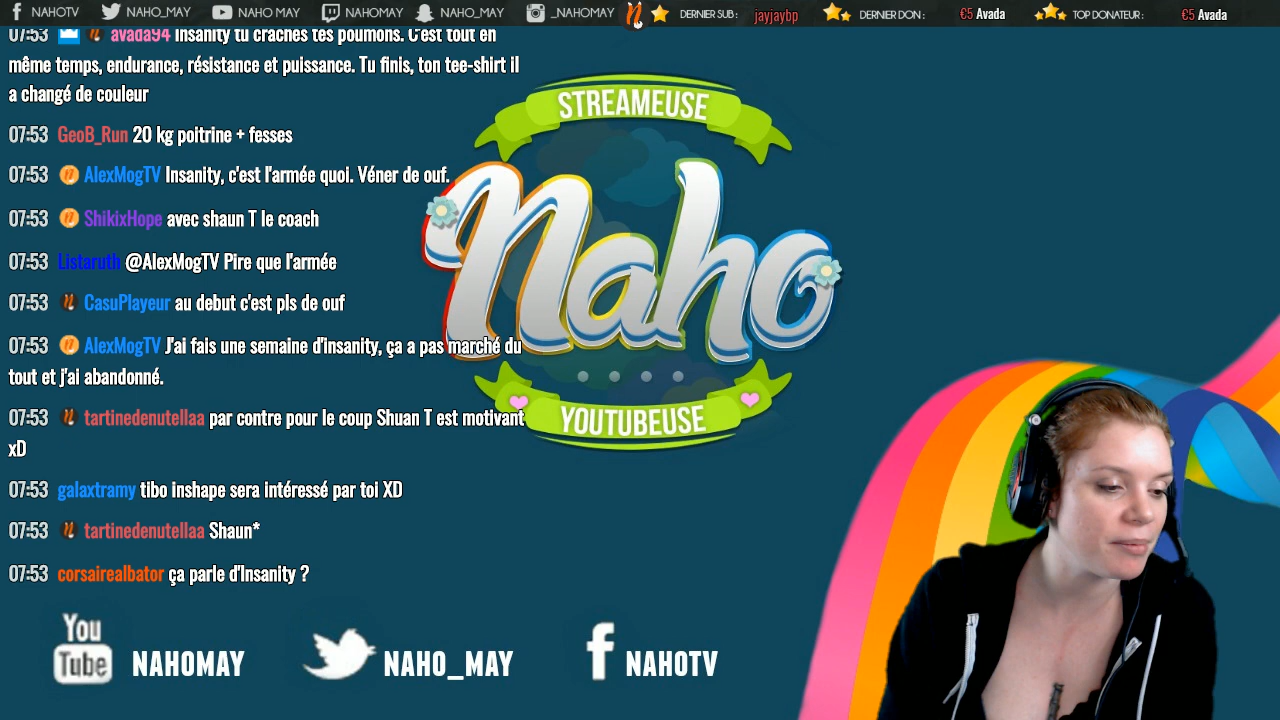 NAHOTV NAHO_MAY NAHO MAY NAHOMAY NAHO_MAY _NAHOMAY DERNIER SUB : jayjaybp DERNIER DON : €5 Avada TOP DONATEUR : €5 Avada
07:53 avada94 Insanity tu craches tes poumons. C'est tout en
même temps, endurance, résistance et puissance. Tu finis, ton tee-shirt il
a changé de couleur
07:53 GeoB_Run 20 kg poitrine + fesses
07:53 AlexMogTV Insanity, c'est l'armée quoi. Véner de ouf.
07:53 ShikixHope avec shaun T le coach
07:53 Listaruth @AlexMogTV Pire que l'armée
07:53 CasuPlayeur au debut c'est pls de ouf
07:53 AlexMogTV J'ai fais une semaine d'insanity, ça a pas marché du
tout et j'ai abandonné.
07:53 tartinedenutellaa par contre pour le coup Shuan T est motivant
xD
07:53 galaxtramy tibo inshape sera intéressé par toi XD
07:53 tartinedenutellaa Shaun*
07:53 corsairealbator ça parle d'Insanity ?
STREAMEUSE
Naho
YOUTUBEUSE
You
Tube
NAHOMAY NAHO_MAY NAHOTV